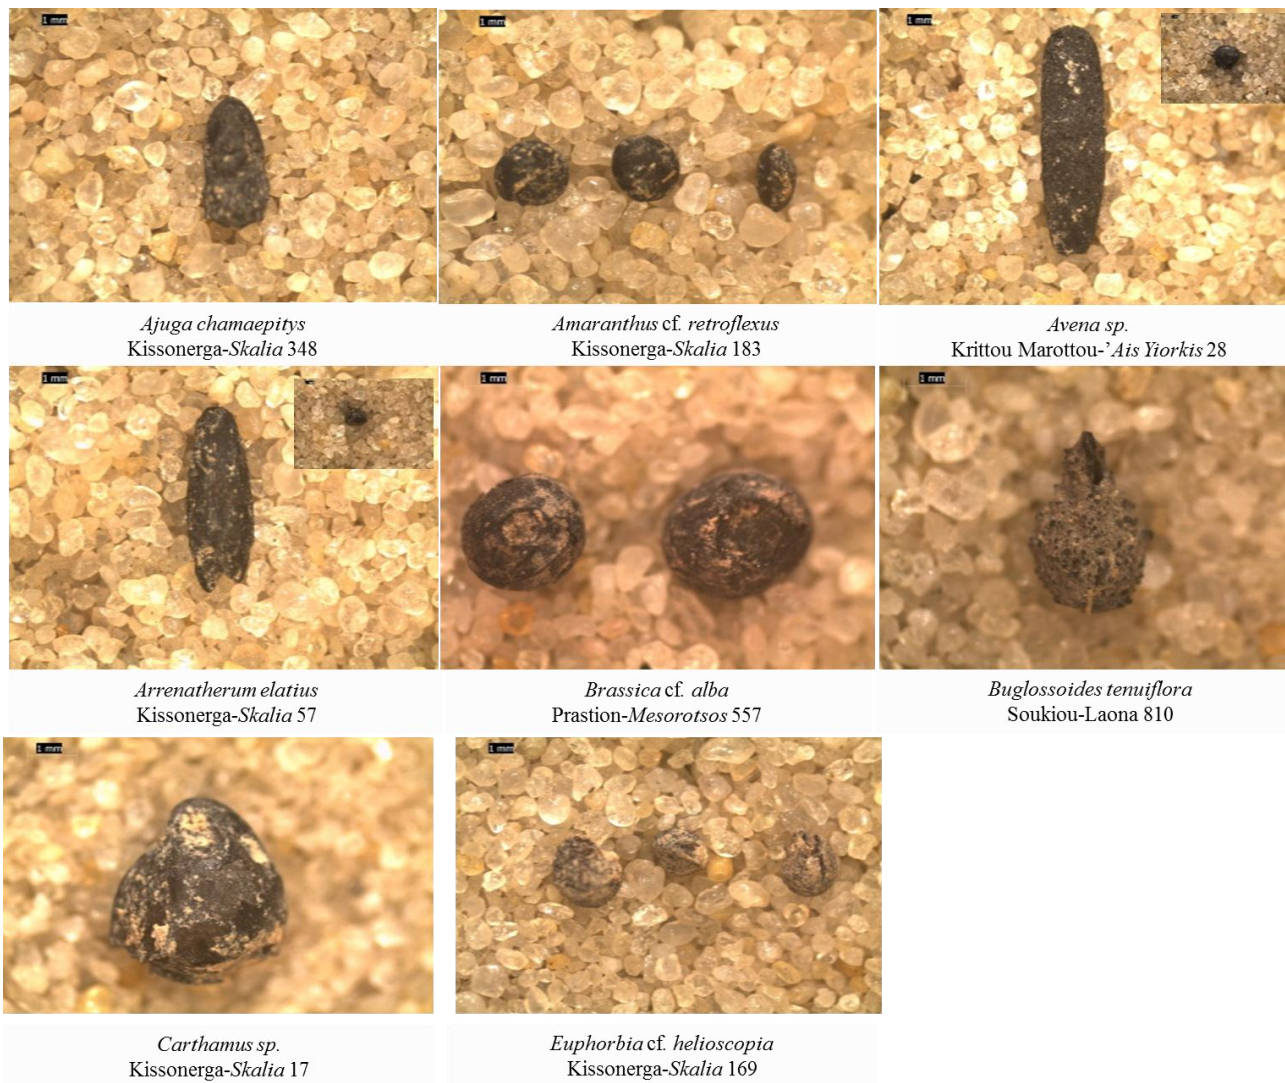 1 mm
1 mm
1 mm
Ajuga chamaepitys
Kissonerga-Skalia 348
Amaranthus cf. retroflexus
Kissonerga-Skalia 183
Avena sp.
Krittou Marottou-’Ais Yiorkis 28
1 mm
1 mm
1 mm
Arrenatherum elatius
Kissonerga-Skalia 57
Brassica cf. alba
Prastion-Mesorotsos 557
Buglossoides tenuiflora
Soukiou-Laona 810
1 mm
1 mm
Carthamus sp.
Kissonerga-Skalia 17
Euphorbia cf. helioscopia
Kissonerga-Skalia 169